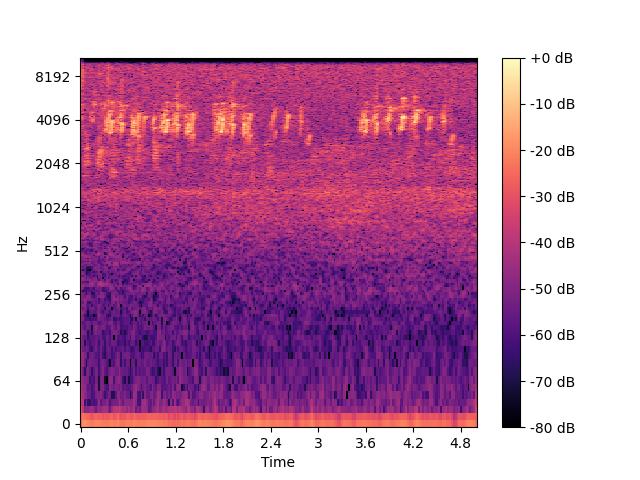 8192
4096
2048
1024
512
256
128
64
0
Hz
0 0.6 1.2 1.8 2.4 3 3.6 4.2 4.8
Time
+0 dB
-10 dB
-20 dB
-30 dB
-40 dB
-50 dB
-60 dB
-70 dB
-80 dB